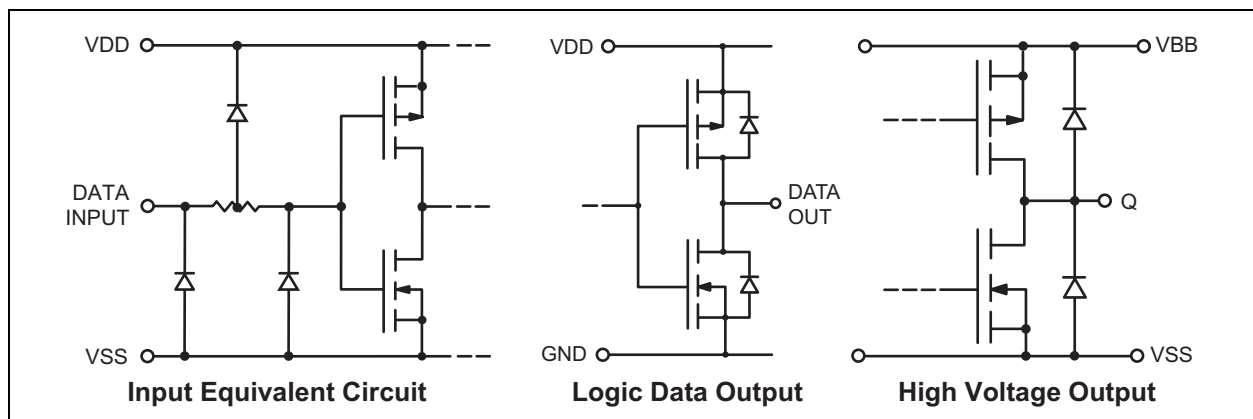 VDD
DATA
INPUT
VSS
Input Equivalent Circuit
VDD
DATA
OUT
GND
Logic Data Output
VBB
Q
VSS
High Voltage Output